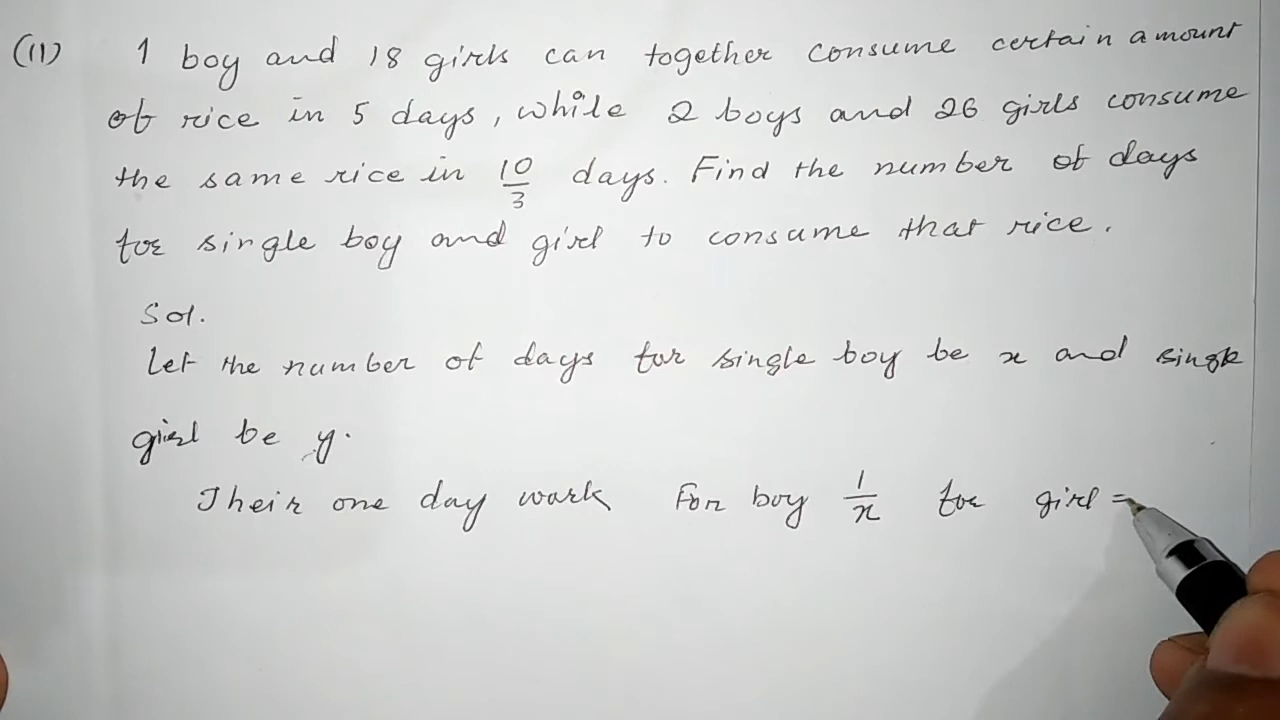 (11) 1 boy and 18 girls can together consume certain amount
of rice in 5 days, while 2 boys and 26 girls consume
the same rice in 10/3 days. Find the number of days
for single boy and girl to consume that rice.
Sol.
Let the number of days for single boy be x and single
girl be y.
Their one day work For boy 1/x for girl =